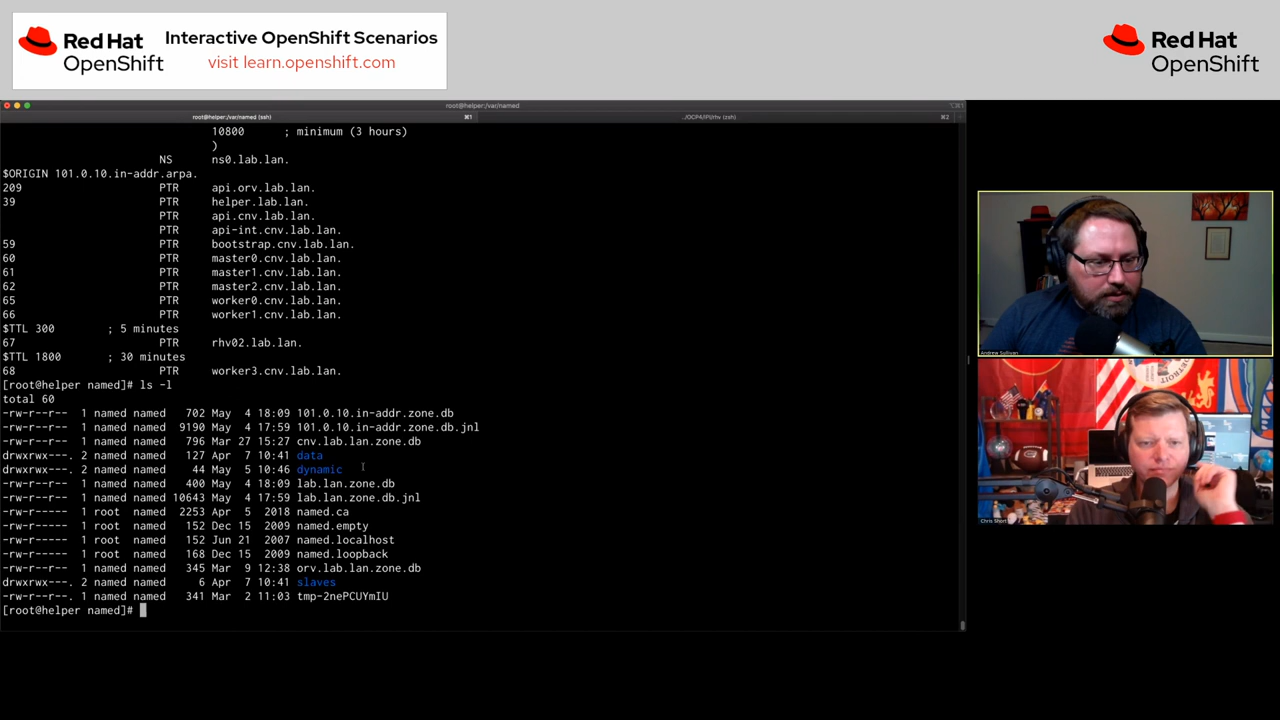 Red Hat
OpenShift
Interactive OpenShift Scenarios
visit learn.openshift.com
Red Hat
OpenShift
root@helper:/var/named
root@helper:/var/named (ssh)
⌘1
../OCP4/IPI/rhv (ssh)
⌘2
10800 ; minimum (3 hours)
)
NS ns0.lab.lan.
$ORIGIN 101.0.10.in-addr.arpa.
209 PTR api.orv.lab.lan.
39 PTR helper.lab.lan.
PTR api.cnv.lab.lan.
PTR api-int.cnv.lab.lan.
59 PTR bootstrap.cnv.lab.lan.
60 PTR master0.cnv.lab.lan.
61 PTR master1.cnv.lab.lan.
62 PTR master2.cnv.lab.lan.
65 PTR worker0.cnv.lab.lan.
66 PTR worker1.cnv.lab.lan.
$TTL 300 ; 5 minutes
67 PTR rhv02.lab.lan.
$TTL 1800 ; 30 minutes
68 PTR worker3.cnv.lab.lan.
[root@helper named]# ls -l
total 60
-rw-r--r-- 1 named named 702 May 4 18:09 101.0.10.in-addr.zone.db
-rw-r--r-- 1 named named 9190 May 4 17:59 101.0.10.in-addr.zone.db.jnl
-rw-r--r-- 1 named named 796 Mar 27 15:27 cnv.lab.lan.zone.db
drwxrwx---. 2 named named 127 Apr 7 10:41 data
drwxrwx---. 2 named named 44 May 5 10:46 dynamic
-rw-r--r-- 1 named named 400 May 4 18:09 lab.lan.zone.db
-rw-r--r-- 1 named named 10643 May 4 17:59 lab.lan.zone.db.jnl
-rw-r-----. 1 root named 2253 Apr 5 2018 named.ca
-rw-r-----. 1 root named 152 Dec 15 2009 named.empty
-rw-r-----. 1 root named 152 Jun 21 2007 named.localhost
-rw-r-----. 1 root named 168 Dec 15 2009 named.loopback
-rw-r--r-- 1 named named 345 Mar 9 12:38 orv.lab.lan.zone.db
drwxrwx---. 2 named named 6 Apr 7 10:41 slaves
-rw-------. 1 named named 341 Mar 2 11:03 tmp-2nePCUYmIU
[root@helper named]#
Andrew Sullivan
Chris Short